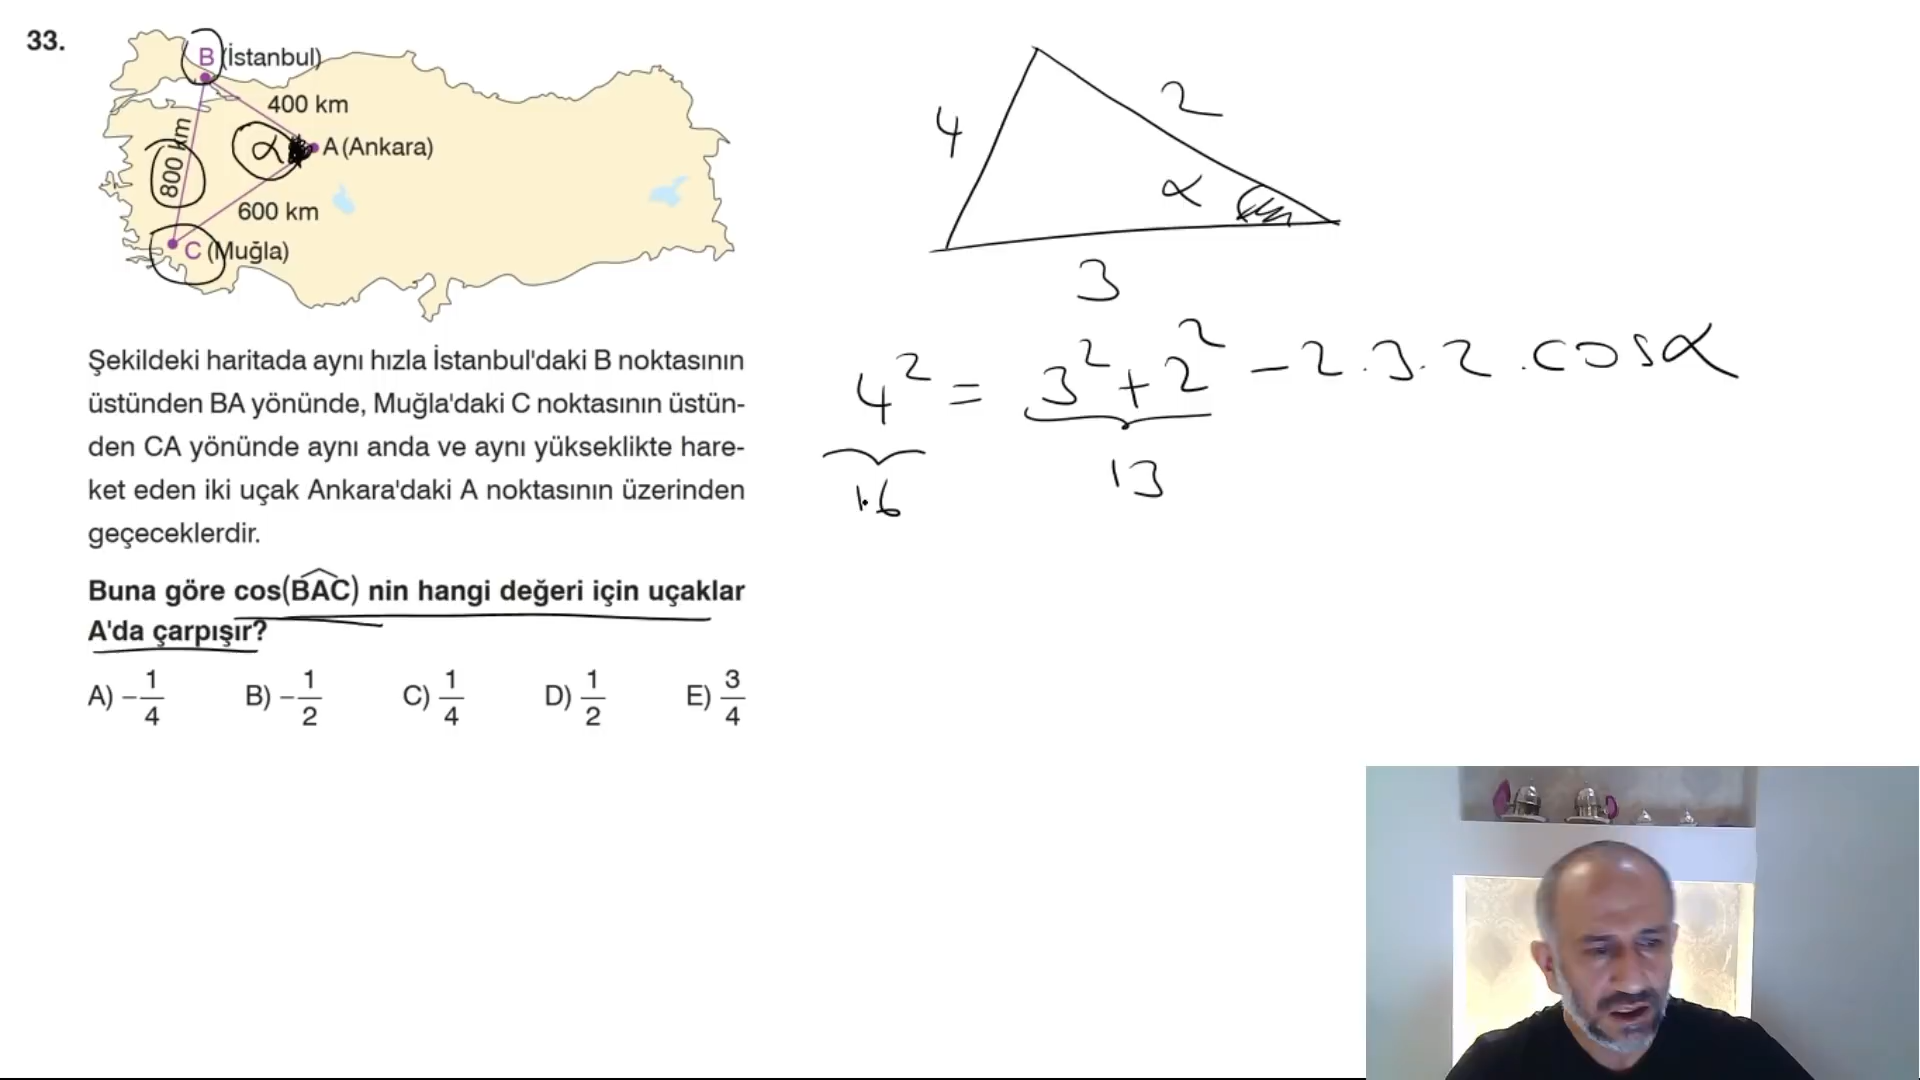 33.
B (İstanbul)
400 km
α
A (Ankara)
800 km
600 km
C (Muğla)
Şekildeki haritada aynı hızla İstanbul'daki B noktasının
üstünden BA yönünde, Muğla'daki C noktasının üstün-
den CA yönünde aynı anda ve aynı yükseklikte hare-
ket eden iki uçak Ankara'daki A noktasının üzerinden
geçeceklerdir.
Buna göre cos(BAC) nin hangi değeri için uçaklar
A'da çarpışır?
A) -1/4 B) -1/2 C) 1/4 D) 1/2 E) 3/4
4
2
α
3
4² = 3² + 2² - 2.3.2.cosα
16
13